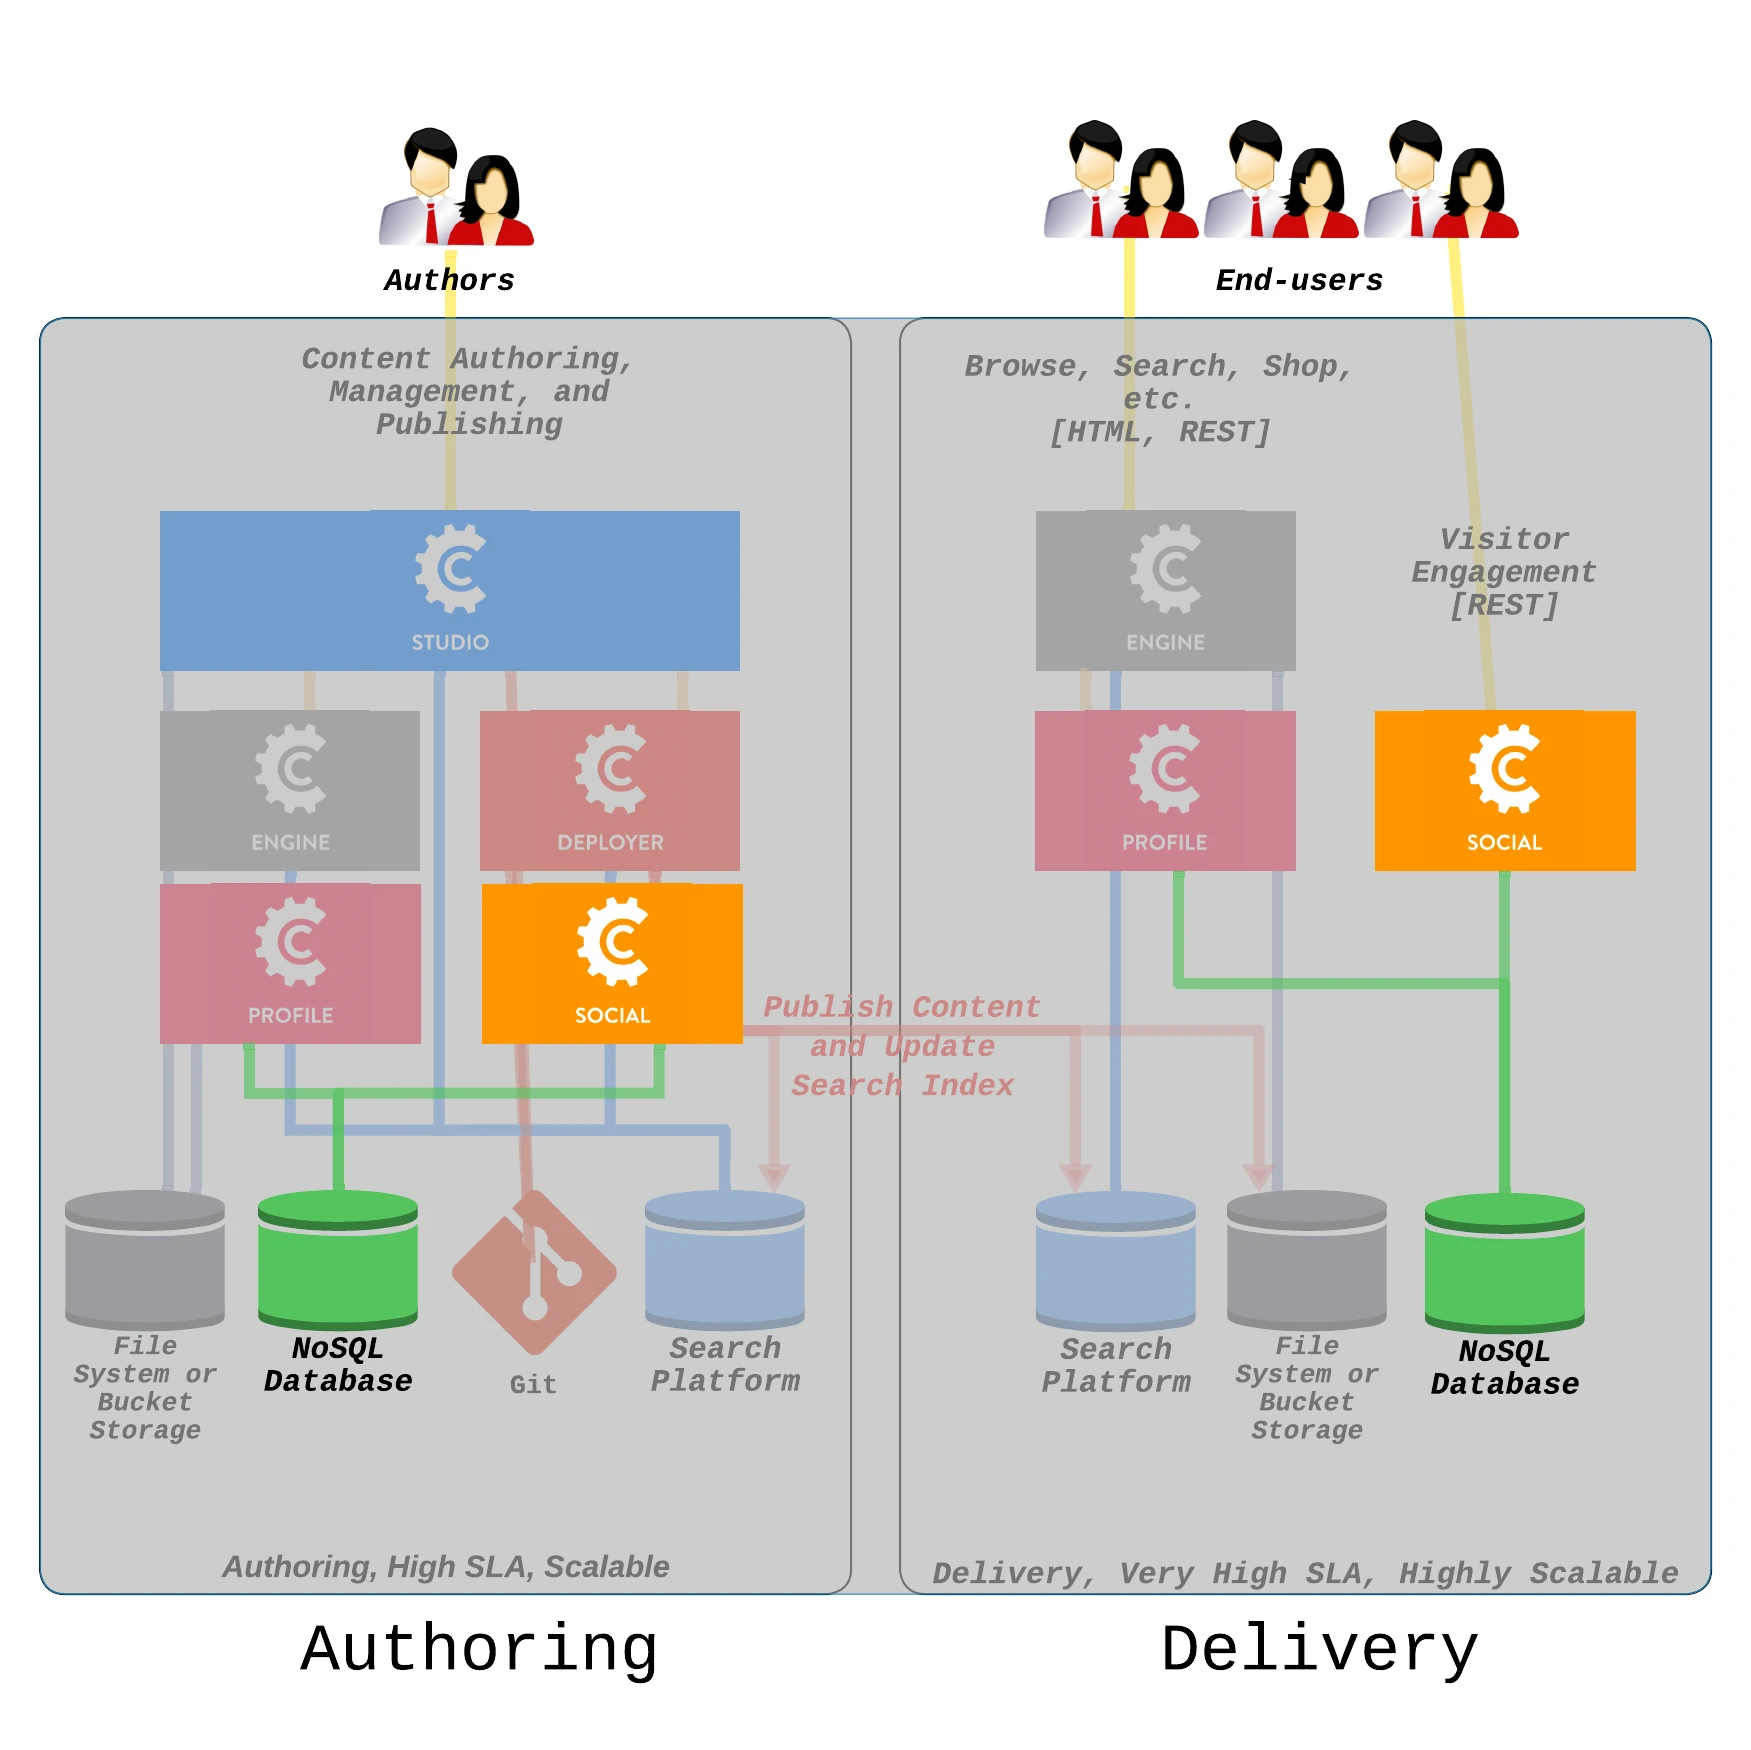 Authors
End-users
Content Authoring,
Management, and
Publishing
Browse, Search, Shop,
etc.
[HTML, REST]
STUDIO
ENGINE
Visitor
Engagement
[REST]
ENGINE
DEPLOYER
PROFILE
SOCIAL
PROFILE
SOCIAL
Publish Content
and Update
Search Index
File
System or
Bucket
Storage
NoSQL
Database
Git
Search
Platform
Search
Platform
File
System or
Bucket
Storage
NoSQL
Database
Authoring, High SLA, Scalable
Delivery, Very High SLA, Highly Scalable
Authoring
Delivery